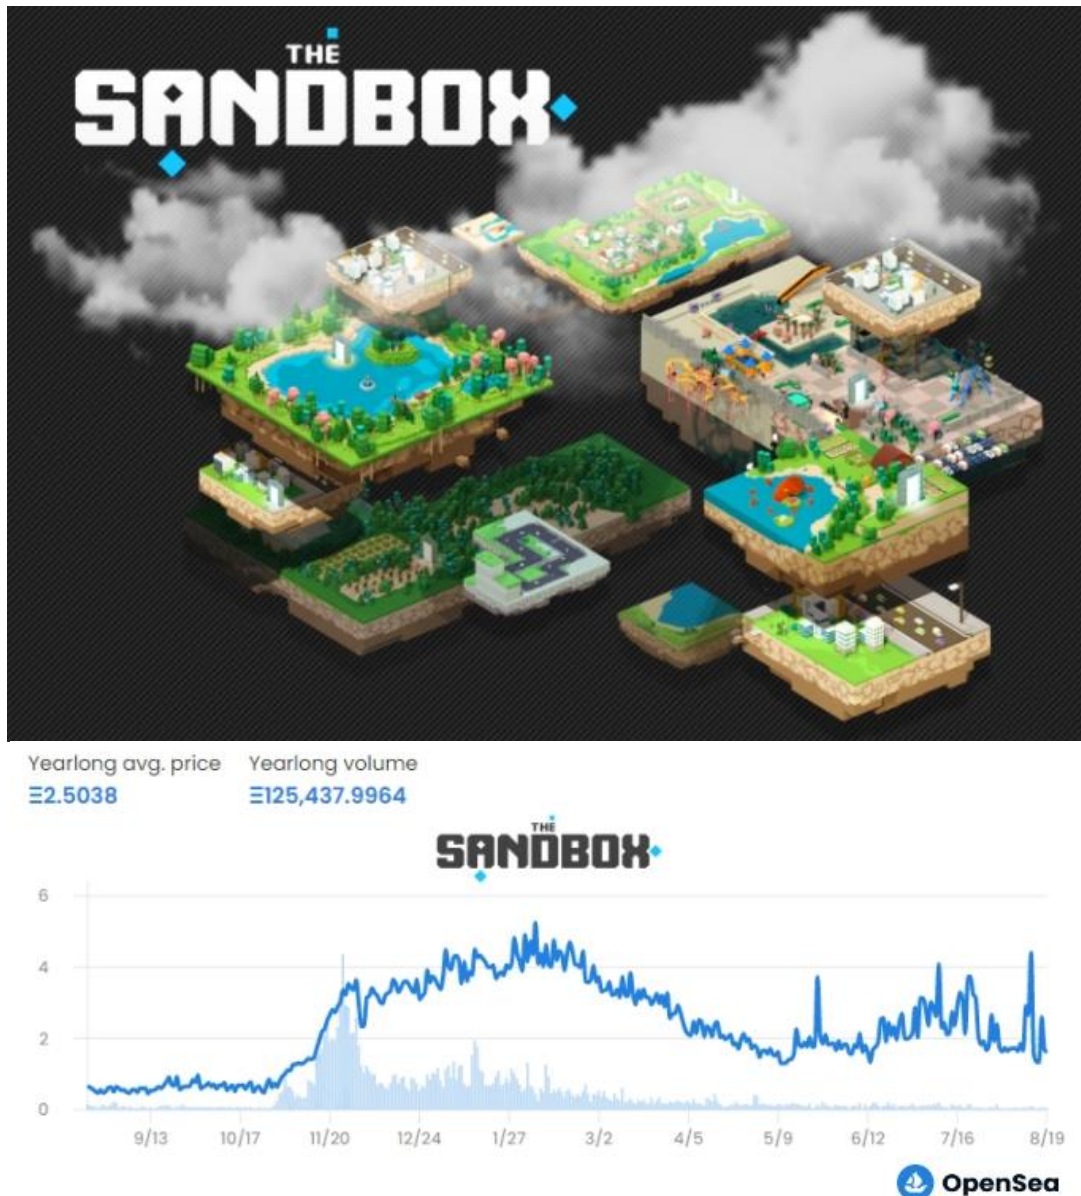 THE
SANDBOX
Yearlong avg. price Yearlong volume
Ξ2.5038 Ξ125,437.9964
THE
SANDBOX
6
4
2
0
9/13 10/17 11/20 12/24 1/27 3/2 4/5 5/9 6/12 7/16 8/19
OpenSea